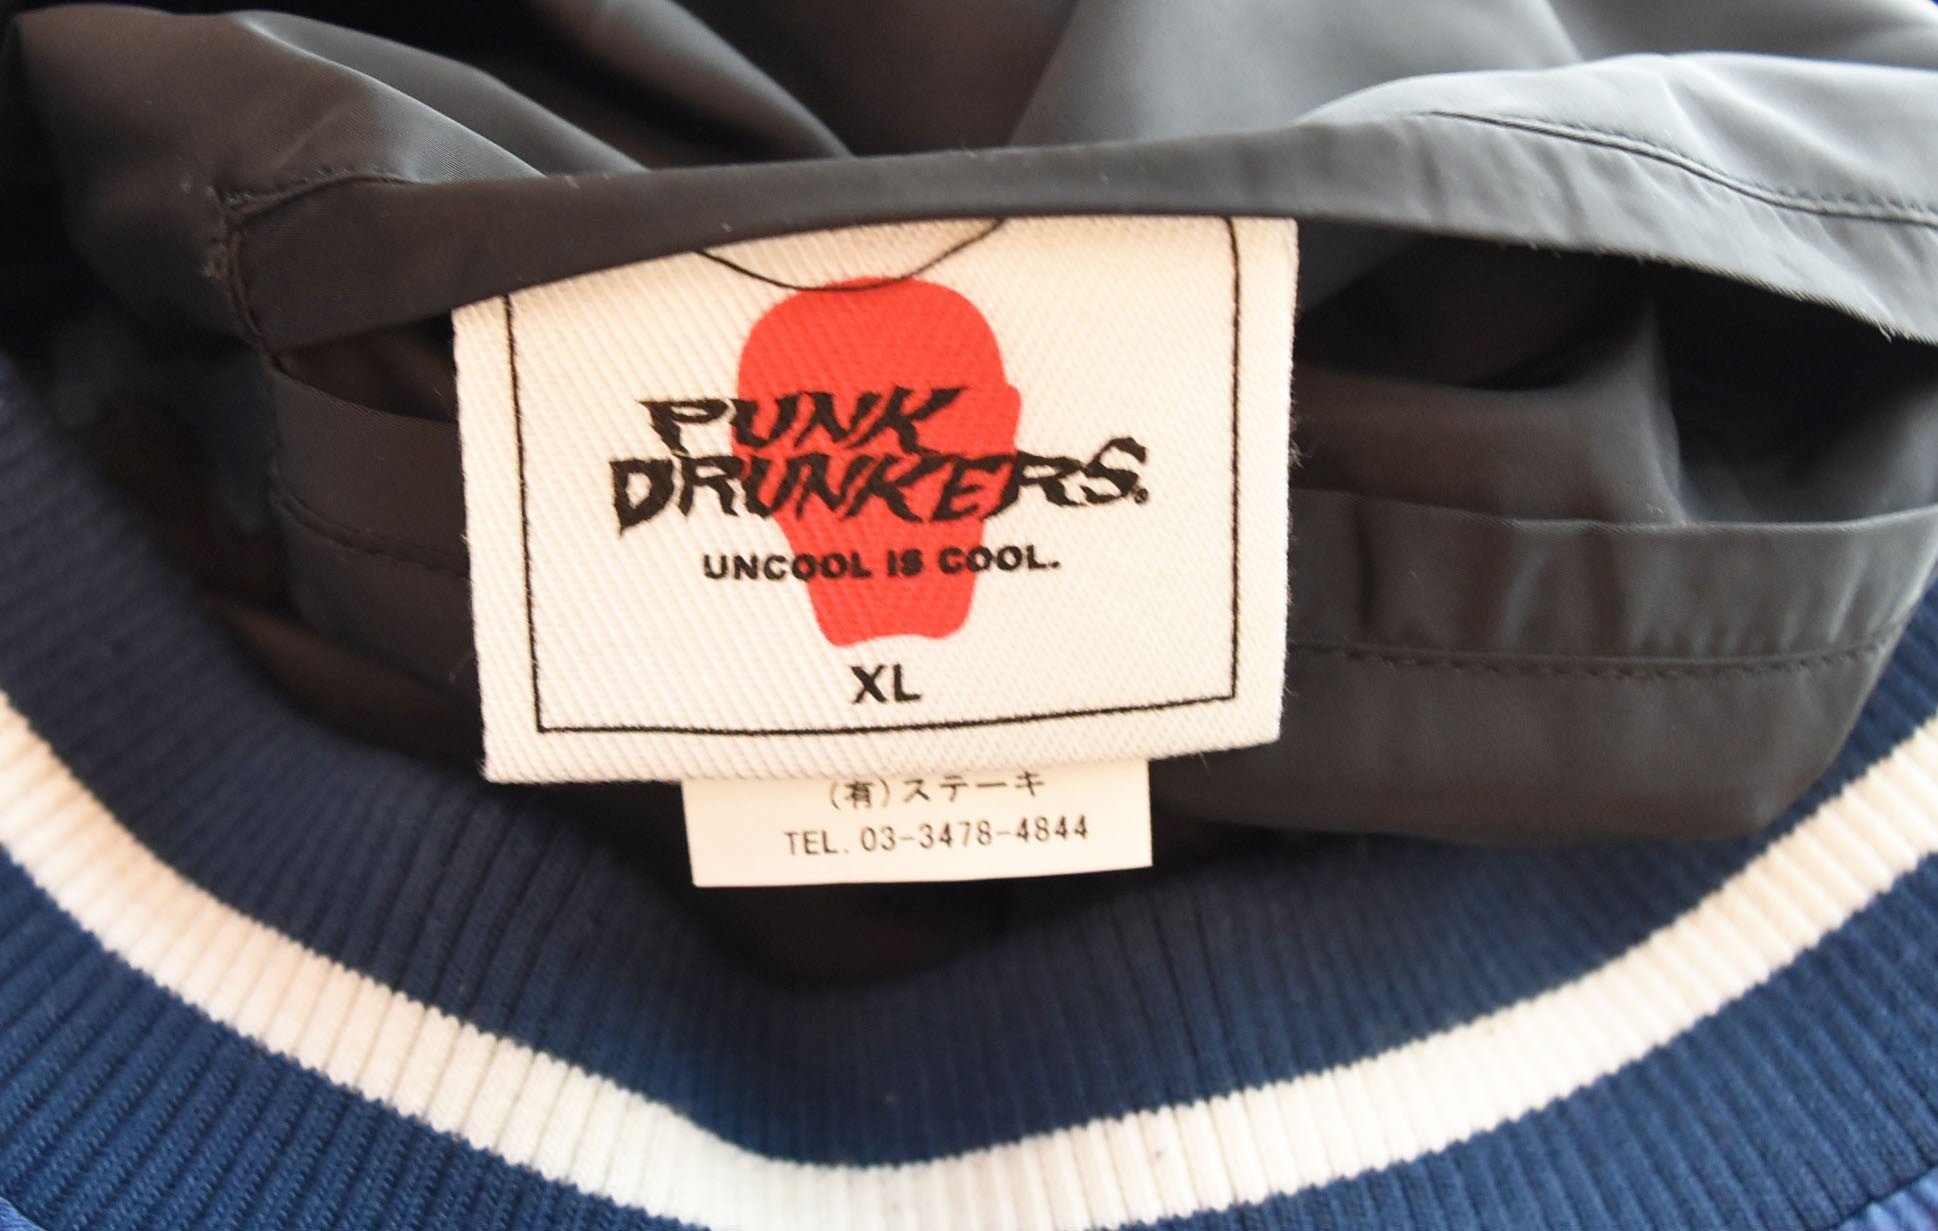 PUNK
DRUNKERS.
UNCOOL IS COOL.
XL
(有)ステーキ
TEL. 03-3478-4844